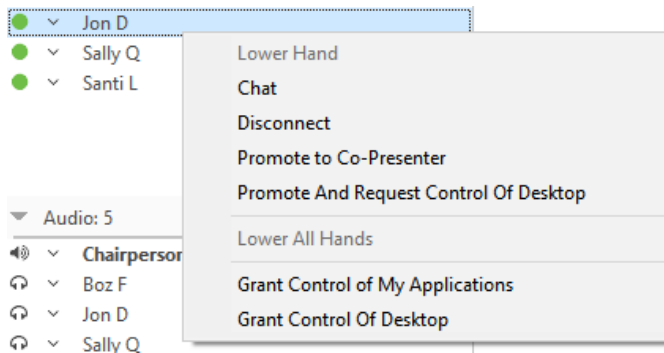 Jon D
Sally Q
Santi L
Lower Hand
Chat
Disconnect
Promote to Co-Presenter
Promote And Request Control Of Desktop
Lower All Hands
Grant Control of My Applications
Grant Control Of Desktop
Audio: 5
Chairperson
Boz F
Jon D
Sally Q